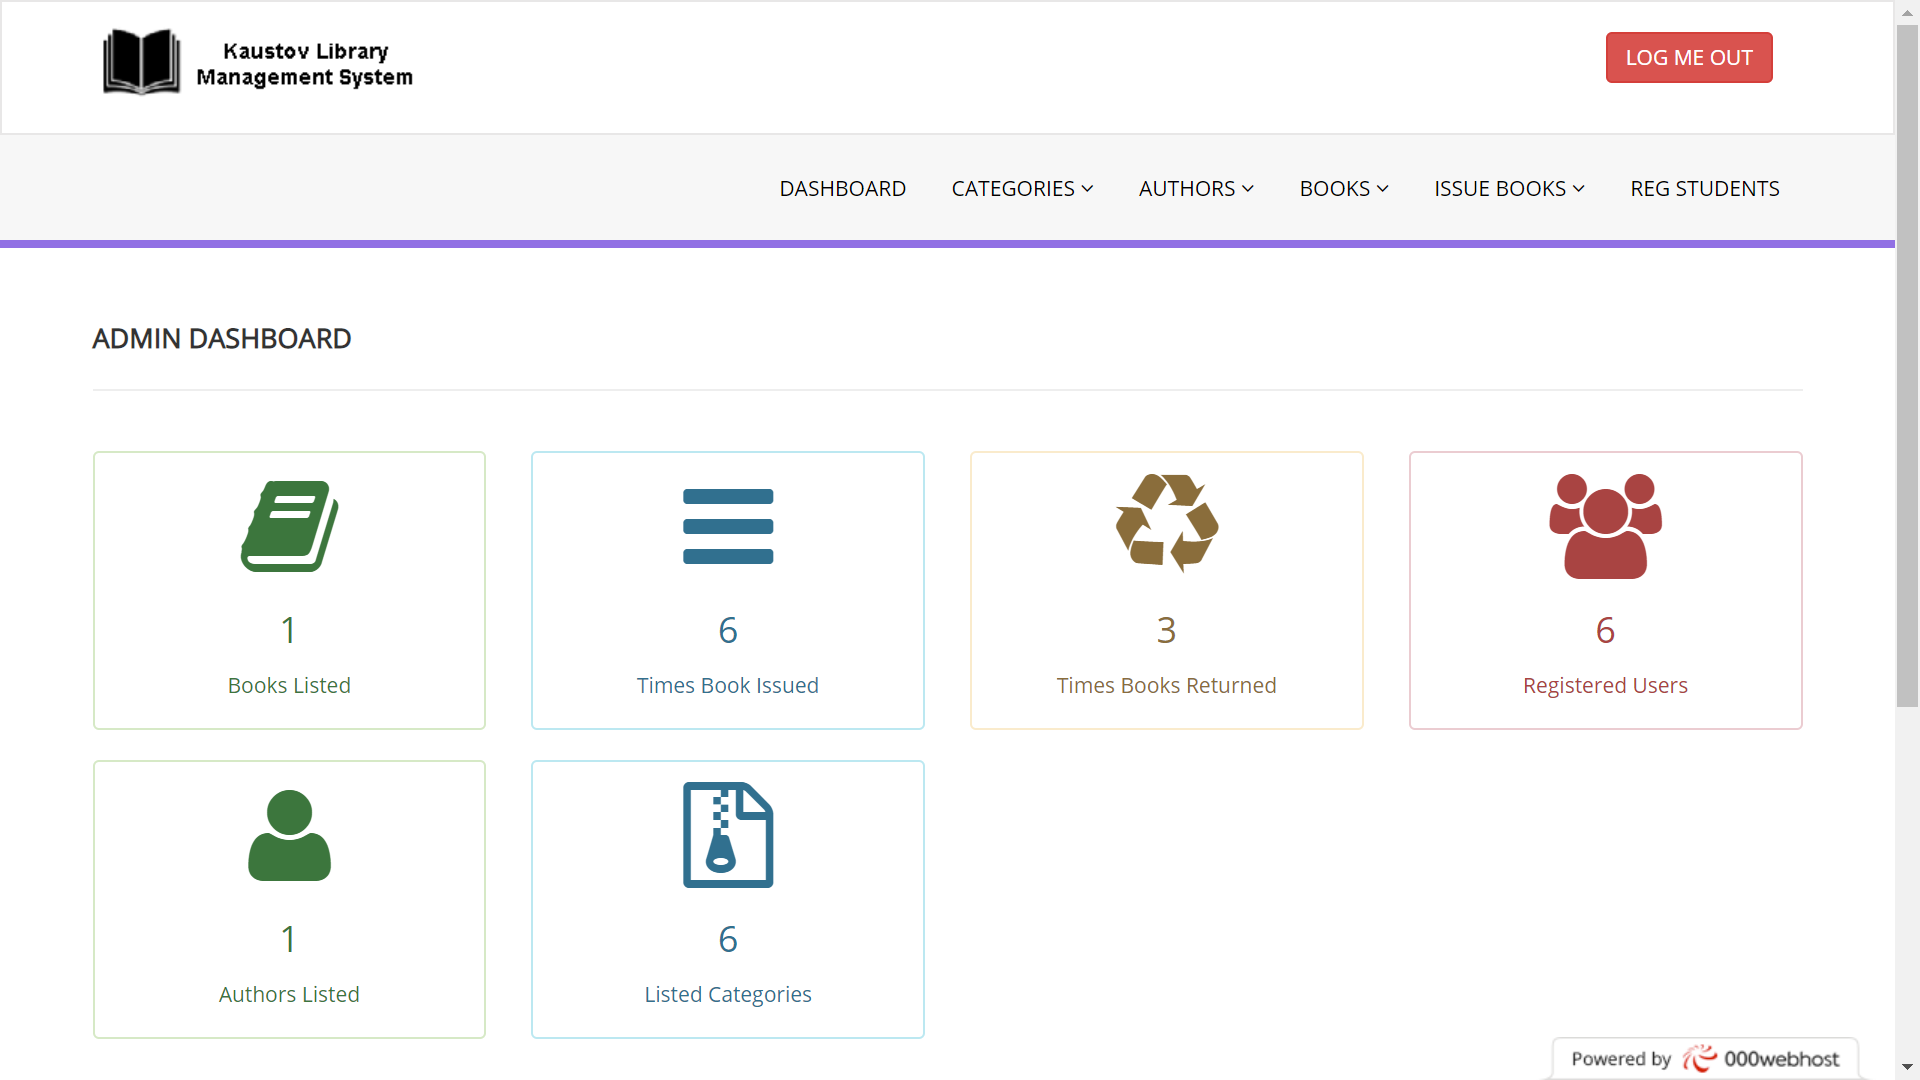 Kaustov Library
Management System
LOG ME OUT
DASHBOARD CATEGORIES AUTHORS BOOKS ISSUE BOOKS REG STUDENTS
ADMIN DASHBOARD
1
Books Listed
6
Times Book Issued
3
Times Books Returned
6
Registered Users
1
Authors Listed
6
Listed Categories
Powered by 000webhost